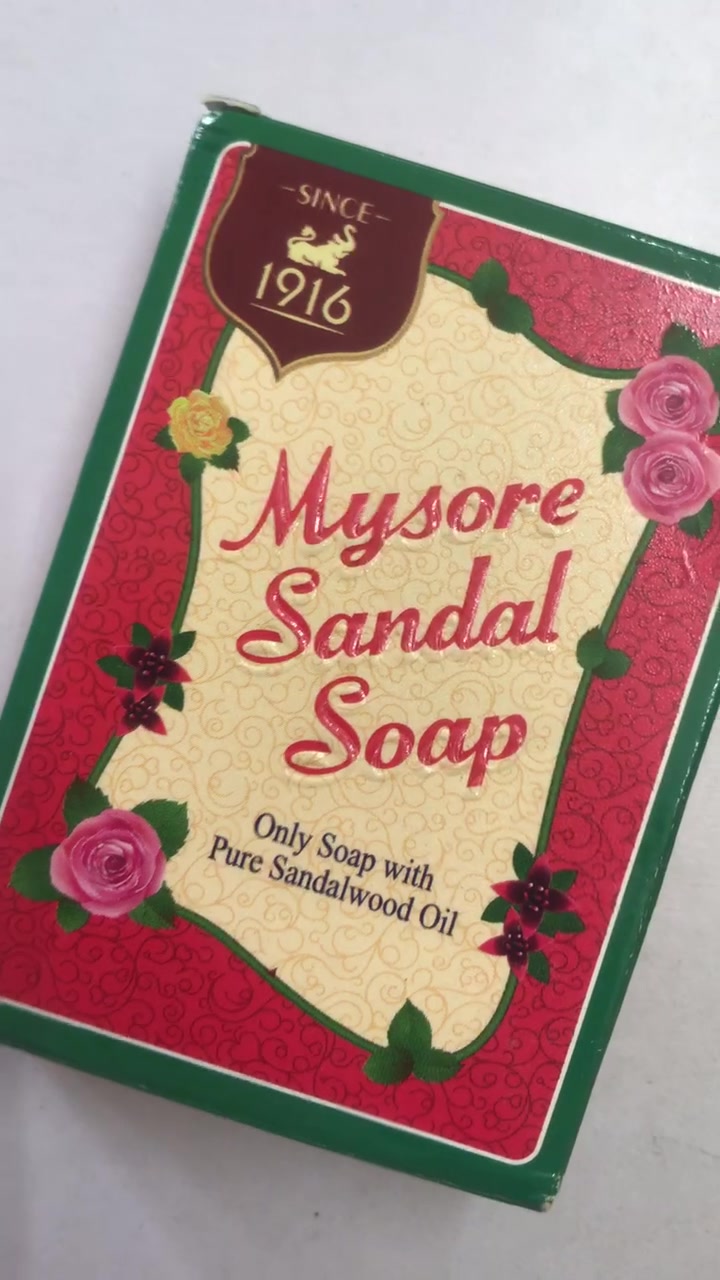 -SINCE-
1916
Mysore
Sandal
Soap
Only Soap with
Pure Sandalwood Oil